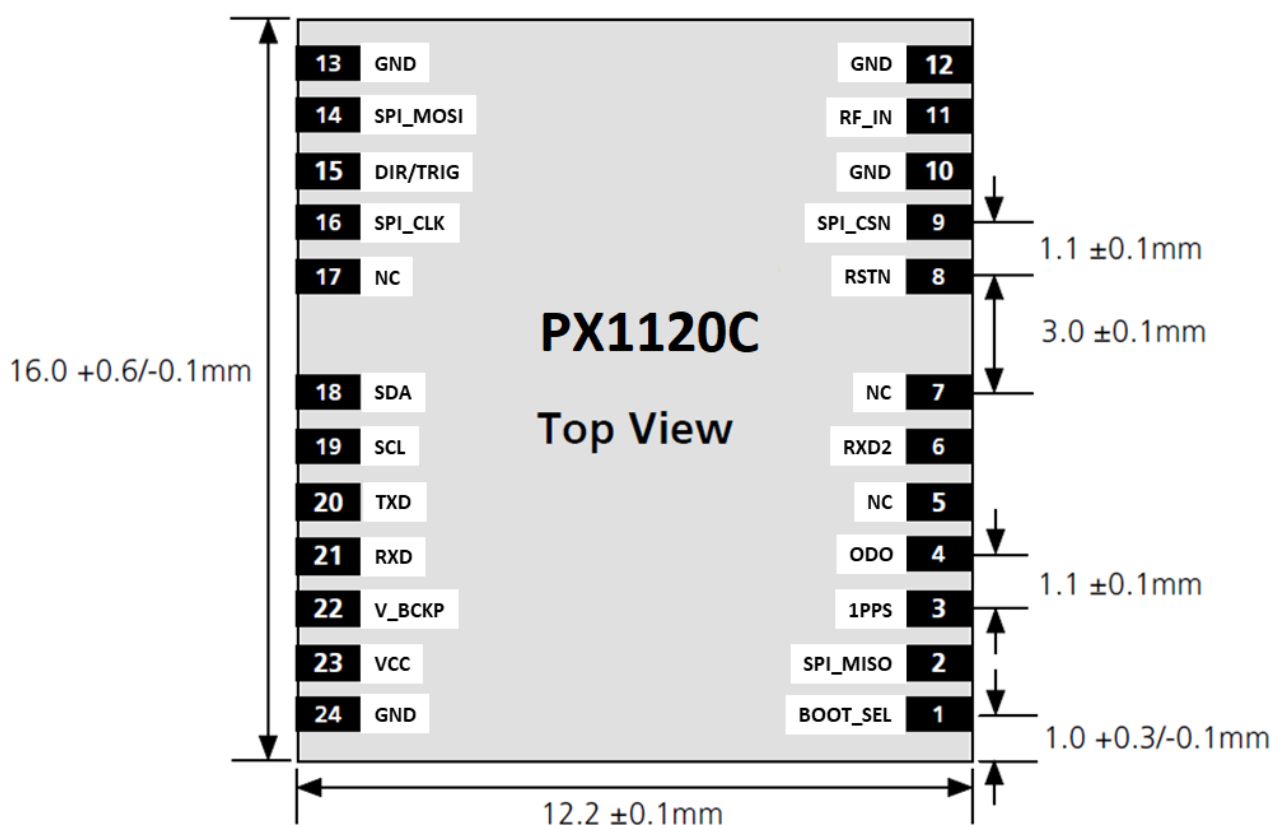 13 GND GND 12
14 SPI_MOSI RF_IN 11
15 DIR/TRIG GND 10
16 SPI_CLK SPI_CSN 9
1.1 ±0.1mm
17 NC RSTN 8
PX1120C
3.0 ±0.1mm
16.0 +0.6/-0.1mm
18 SDA NC 7
Top View
19 SCL RXD2 6
20 TXD NC 5
21 RXD ODO 4
1.1 ±0.1mm
22 V_BCKP 1PPS 3
23 VCC SPI_MISO 2
24 GND BOOT_SEL 1
1.0 +0.3/-0.1mm
12.2 ±0.1mm